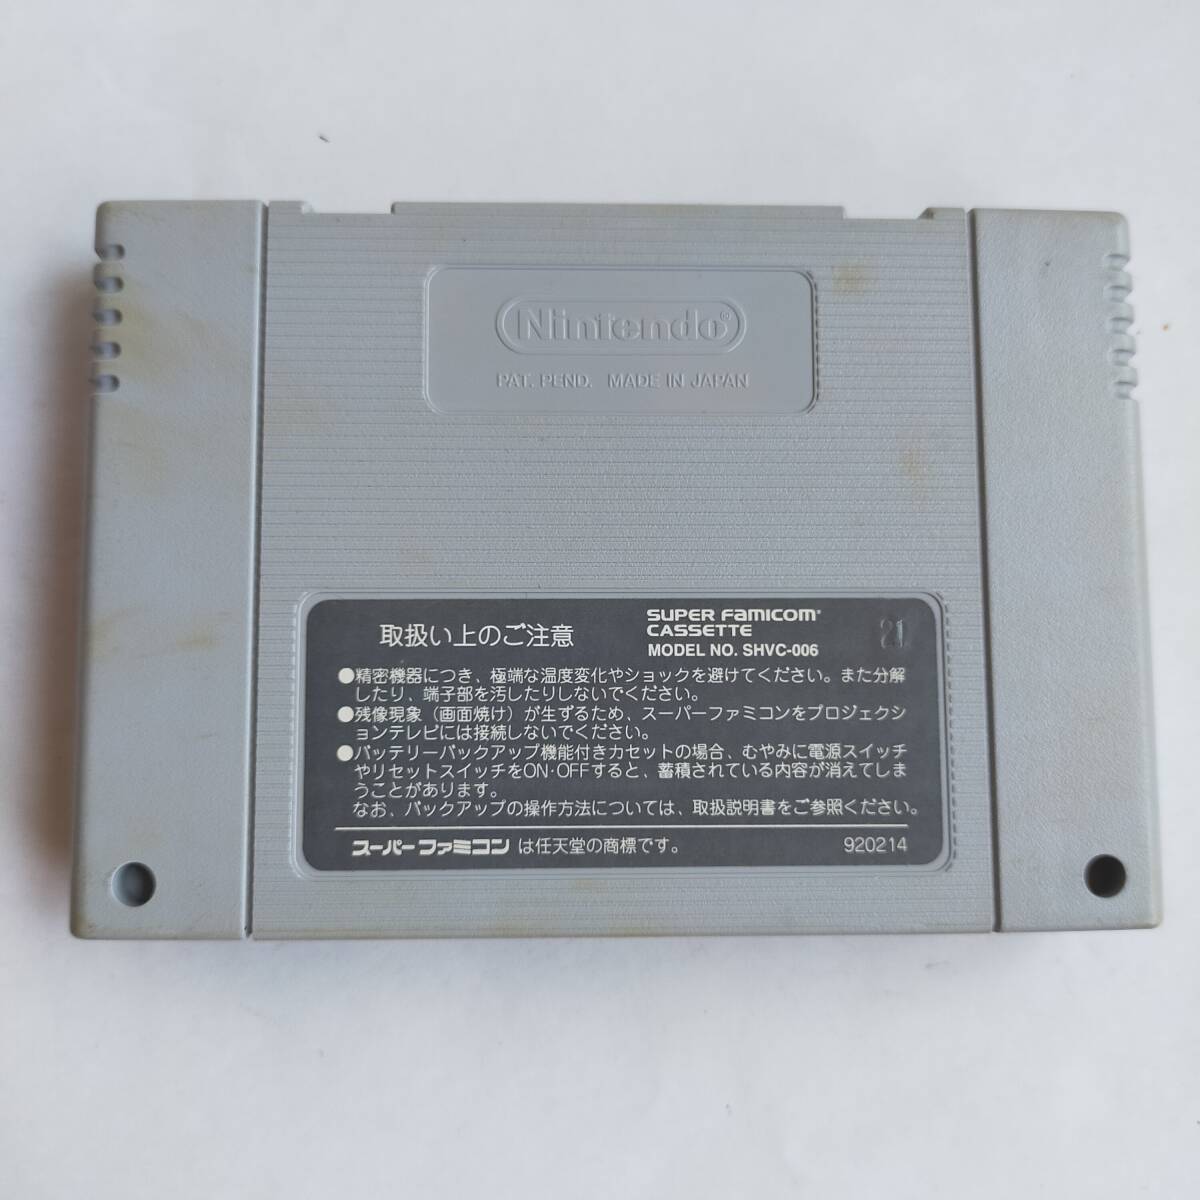 Nintendo®
PAT. PEND. MADE IN JAPAN
取扱い上のご注意
SUPER FAMICOM®
CASSETTE
MODEL NO. SHVC-006
21
●精密機器につき、極端な温度変化やショックを避けてください。また分解
したり、端子部を汚したりしないでください。
●残像現象（画面焼け）が生ずるため、スーパーファミコンをプロジェクシ
ョンテレビには接続しないでください。
●バッテリーバックアップ機能付きカセットの場合、むやみに電源スイッチ
やリセットスイッチをON・OFFすると、蓄積されている内容が消えてしま
うことがあります。
なお、バックアップの操作方法については、取扱説明書をご参照ください。
スーパーファミコンは任天堂の商標です。
920214